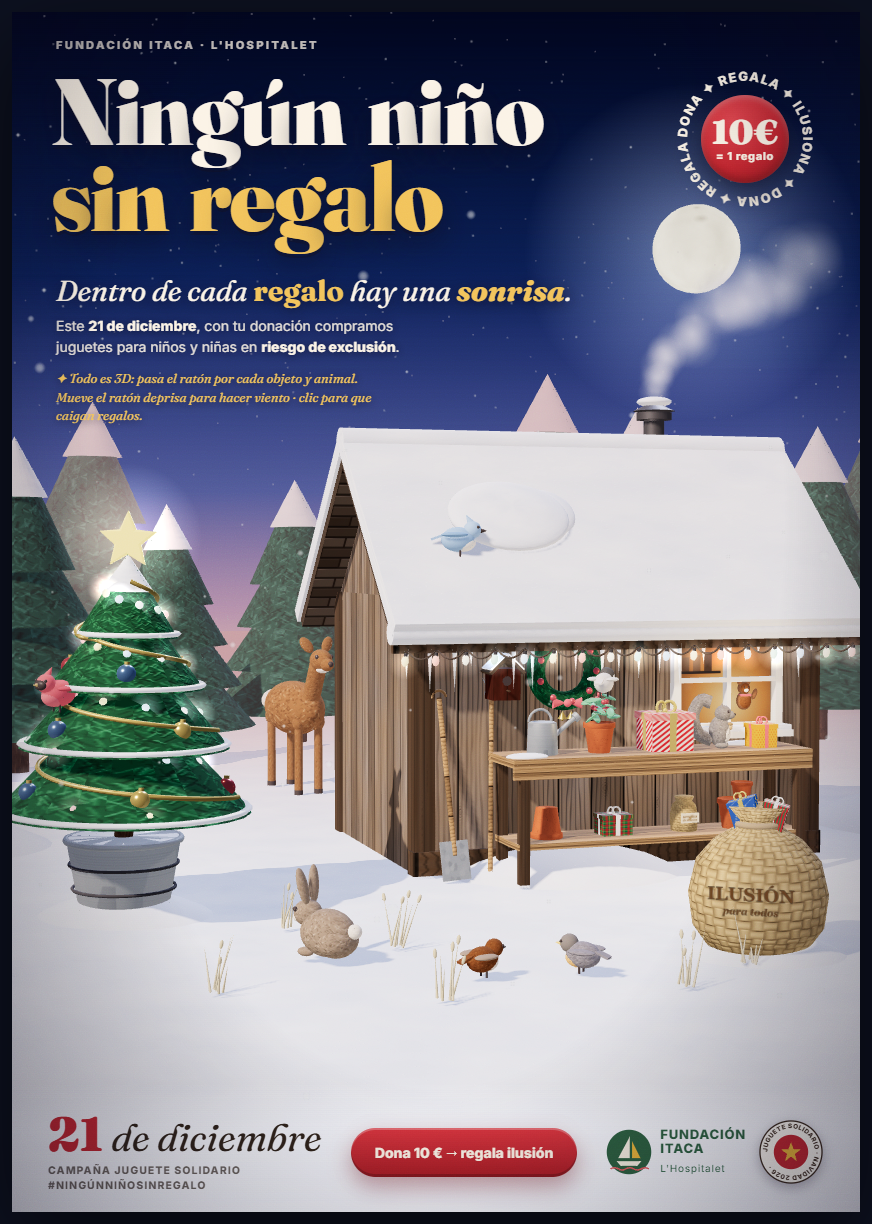 FUNDACIÓN ITACA · L'HOSPITALET
Ningún niño
sin regalo
REGALA ✦ ILUSIONA ✦ DONA ✦ REGALA DONA ✦
10€
= 1 regalo
Dentro de cada regalo hay una sonrisa.
Este 21 de diciembre, con tu donación compramos
juguetes para niños y niñas en riesgo de exclusión.
✦ Todo es 3D: pasa el ratón por cada objeto y animal.
Mueve el ratón deprisa para hacer viento · clic para que
caigan regalos.
ILUSIÓN
para todos
21 de diciembre
CAMPAÑA JUGUETE SOLIDARIO
#NINGÚNNIÑOSINREGALO
Dona 10 € → regala ilusión
FUNDACIÓN
ITACA
L'Hospitalet
JUGUETE SOLIDARIO · NAVIDAD 2026 ·